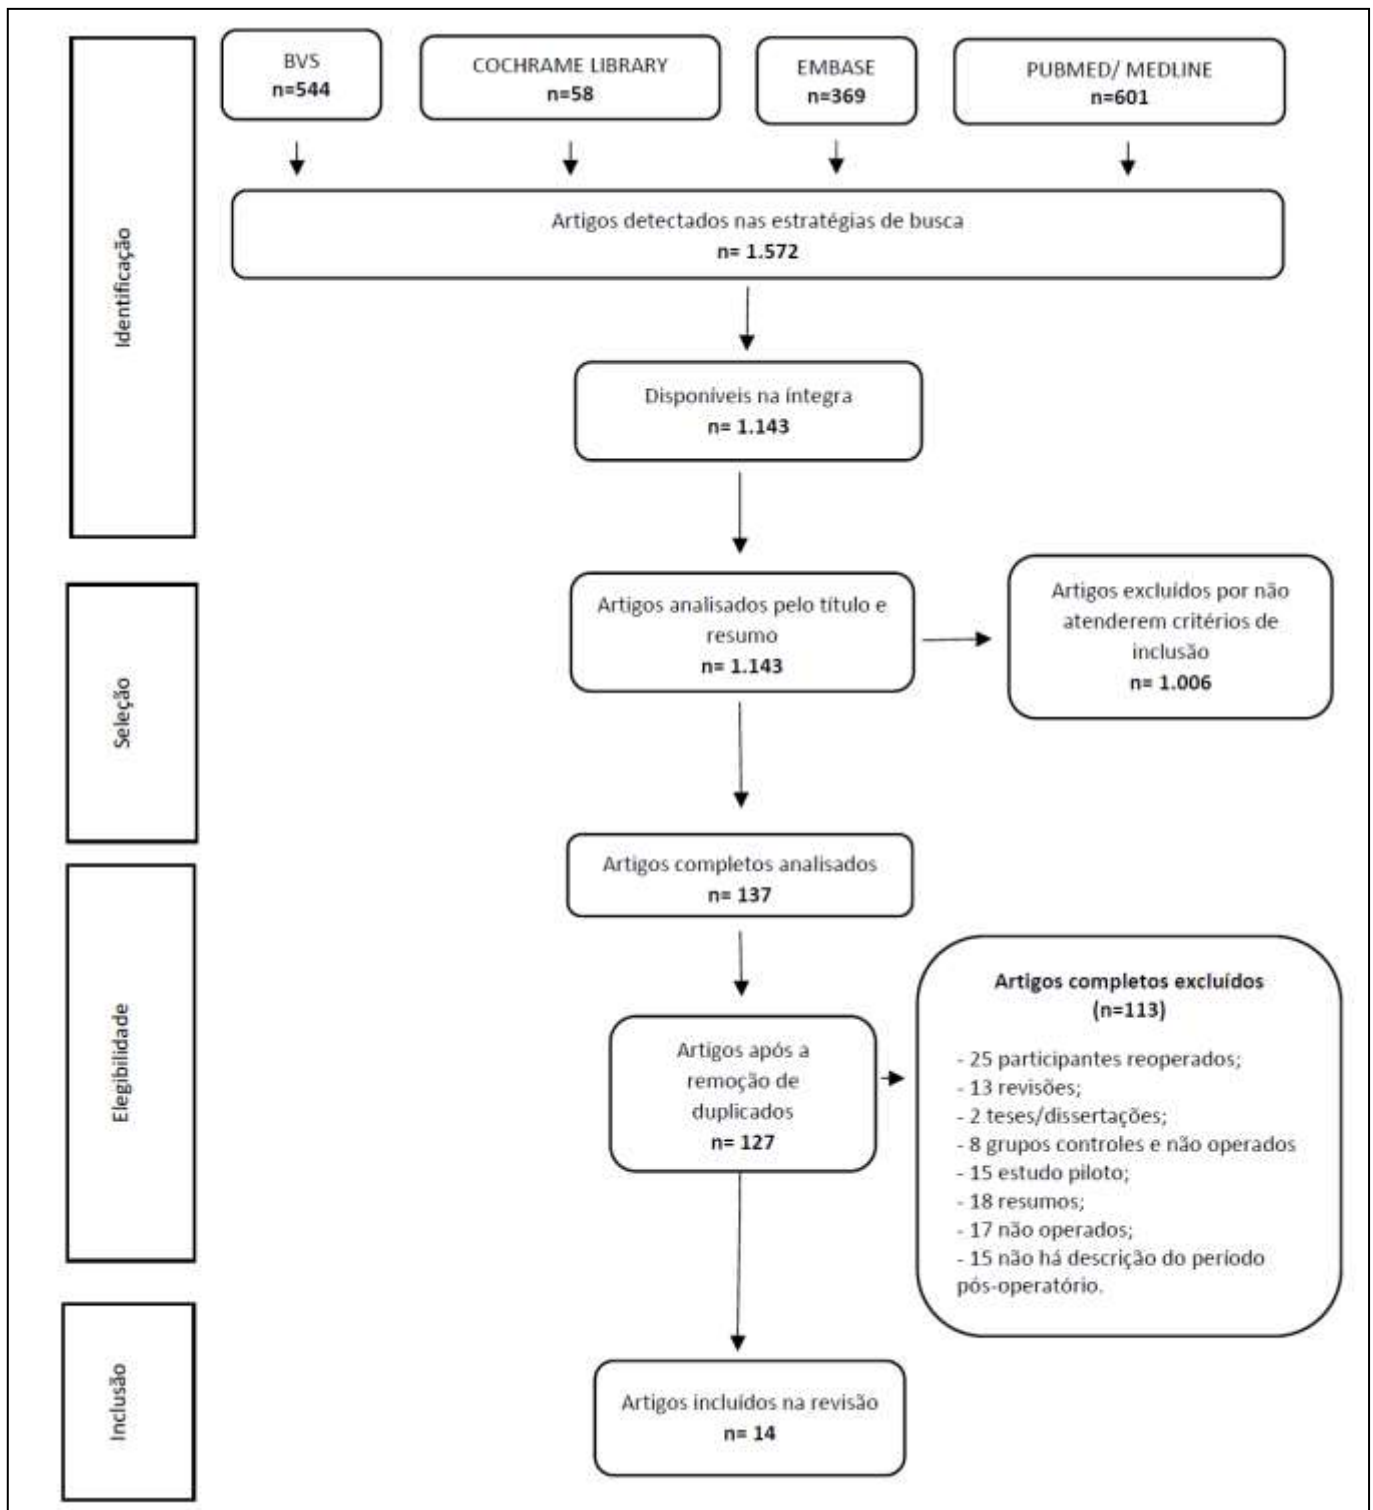 BVS
n=544
COCHRAME LIBRARY
n=58
EMBASE
n=369
PUBMED/ MEDLINE
n=601
Artigos detectados nas estratégias de busca
n= 1.572
Identificação
Disponíveis na íntegra
n= 1.143
Seleção
Artigos analisados pelo título e
resumo
n= 1.143
Artigos excluídos por não
atenderem critérios de
inclusão
n= 1.006
Elegibilidade
Artigos completos analisados
n= 137
Artigos após a
remoção de
duplicados
n= 127
Artigos completos excluídos
(n=113)
- 25 participantes reoperados;
- 13 revisões;
- 2 teses/dissertações;
- 8 grupos controles e não operados
- 15 estudo piloto;
- 18 resumos;
- 17 não operados;
- 15 não há descrição do período
pós-operatório.
Inclusão
Artigos incluídos na revisão
n= 14